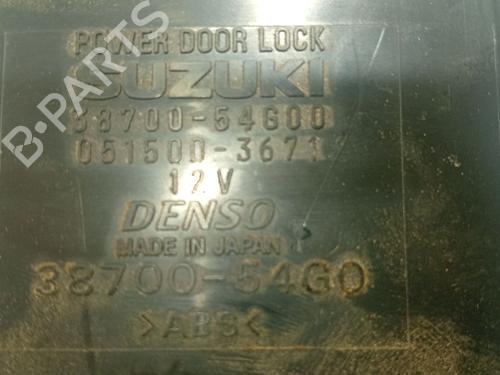 POWER DOOR LOCK
SUZUKI
38700-54G00
051500-3671
12V
DENSO
MADE IN JAPAN
38700-54G0
>ABS<
B-PARTS